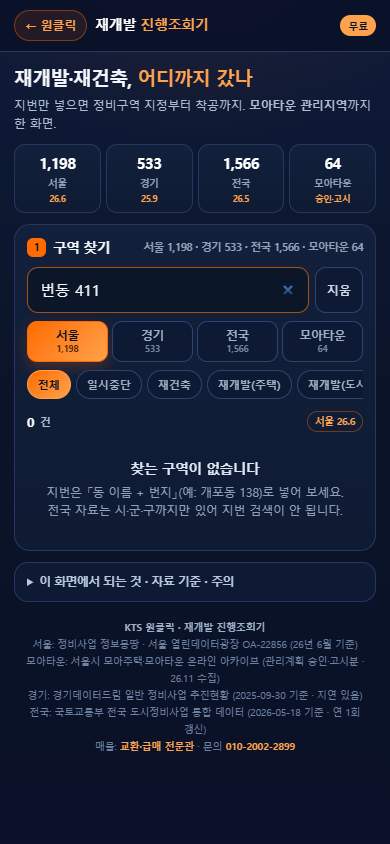 ← 원클릭 재개발 진행조회기 무료
재개발·재건축, 어디까지 갔나
지번만 넣으면 정비구역 지정부터 착공까지. 모아타운 관리지역까지
한 화면.
1,198 533 1,566 64
서울 경기 전국 모아타운
26.6 25.9 26.5 승인·고시
1 구역 찾기 서울 1,198 · 경기 533 · 전국 1,566 · 모아타운 64
번동 411 지움
서울 경기 전국 모아타운
1,198 533 1,566 64
전체 일시중단 재건축 재개발(주택) 재개발(도시
0 건 서울 26.6
찾는 구역이 없습니다
지번은 「동 이름 + 번지」(예: 개포동 138)로 넣어 보세요.
전국 자료는 시·군·구까지만 있어 지번 검색이 안 됩니다.
▶ 이 화면에서 되는 것 · 자료 기준 · 주의
KTS 원클릭 · 재개발 진행조회기
서울: 정비사업 정보몽땅 · 서울 열린데이터광장 OA-22856 (26년 6월 기준)
모아타운: 서울시 모아주택·모아타운 온라인 아카이브 (관리계획 승인·고시분 ·
26.11 수집)
경기: 경기데이터드림 일반 정비사업 추진현황 (2025-09-30 기준 · 지연 있음)
전국: 국토교통부 전국 도시정비사업 통합 데이터 (2026-05-18 기준 · 연 1회
갱신)
매물: 교환·급매 전문관 · 문의 010-2002-2899